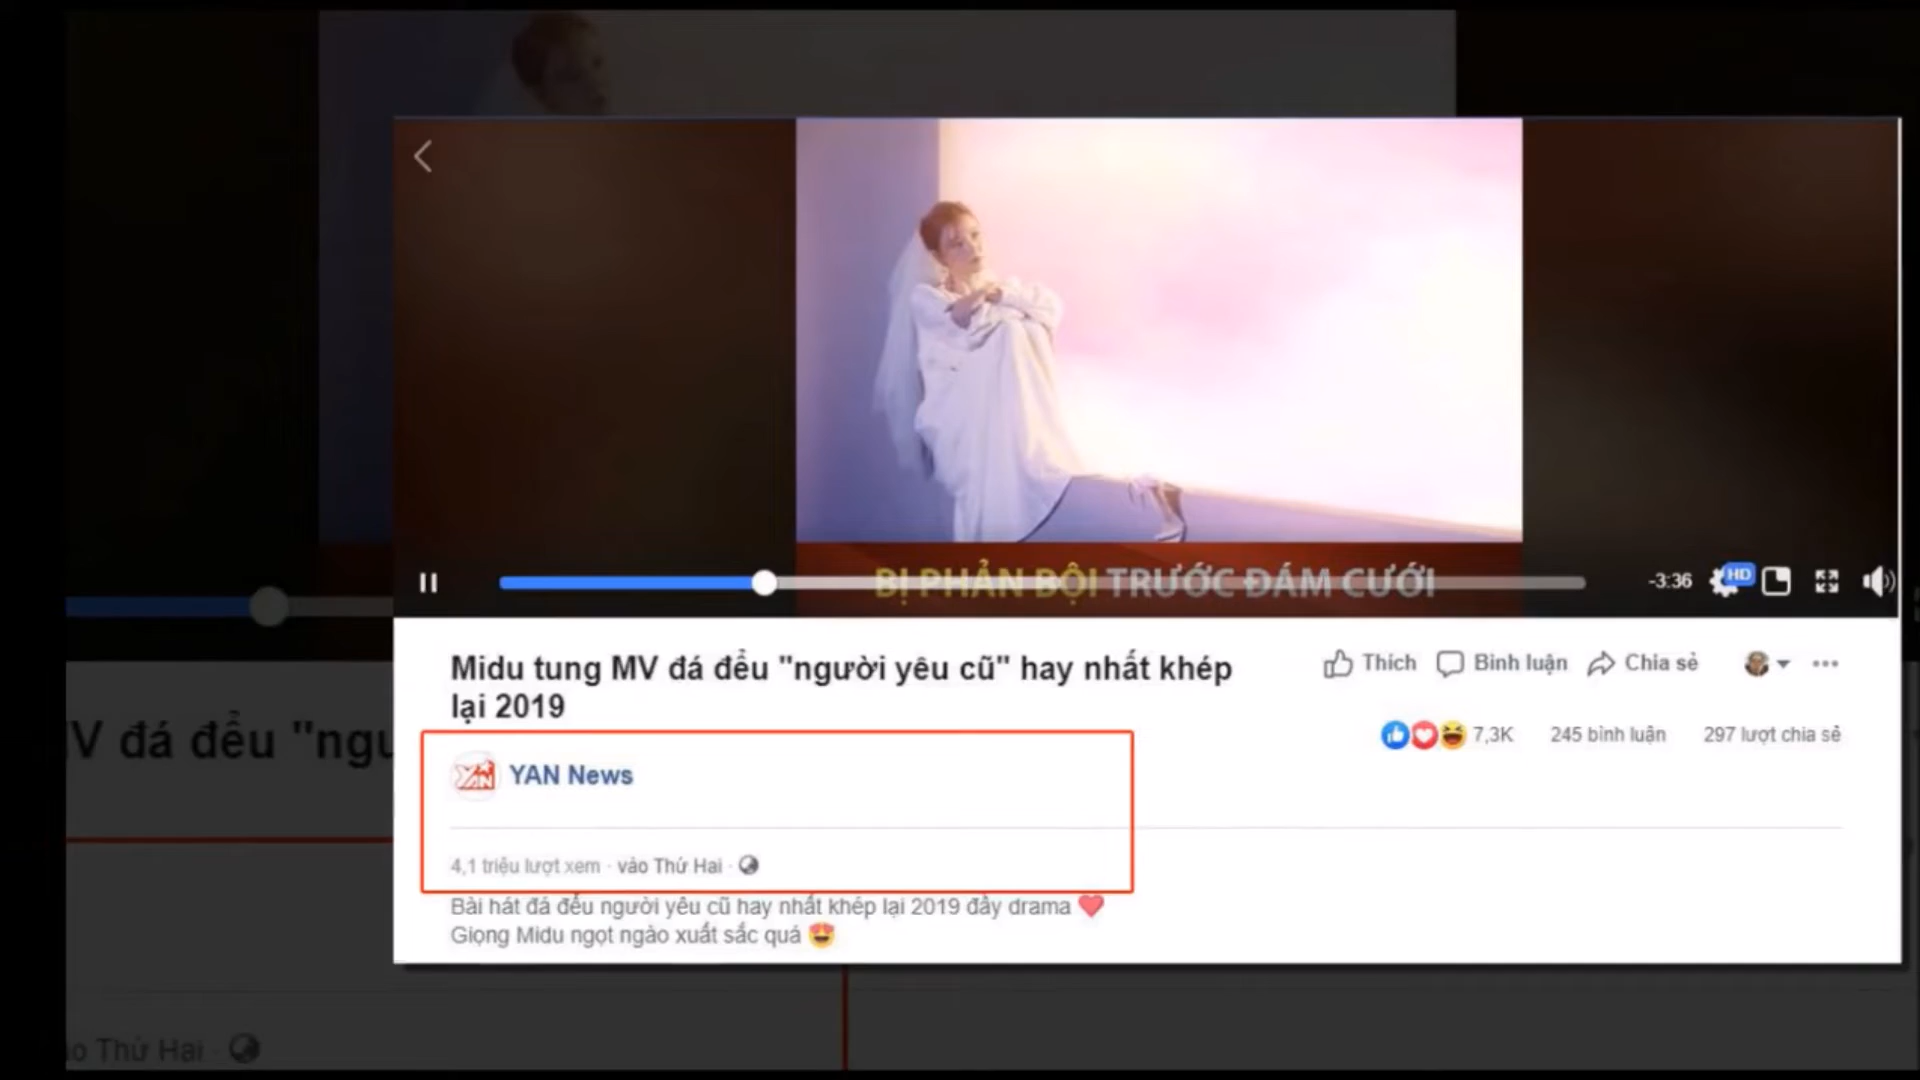 BỊ PHẢN BỘI TRƯỚC ĐÁM CƯỚI
-3:36
HD
Midu tung MV đá đểu "người yêu cũ" hay nhất khép
lại 2019
Thích
Bình luận
Chia sẻ
7,3K
245 bình luận
297 lượt chia sẻ
YAN
YAN News
4,1 triệu lượt xem · vào Thứ Hai ·
Bài hát đá đểu người yêu cũ hay nhất khép lại 2019 đầy drama
Giọng Midu ngọt ngào xuất sắc quá
V đá đểu "ngư
o Thứ Hai ·